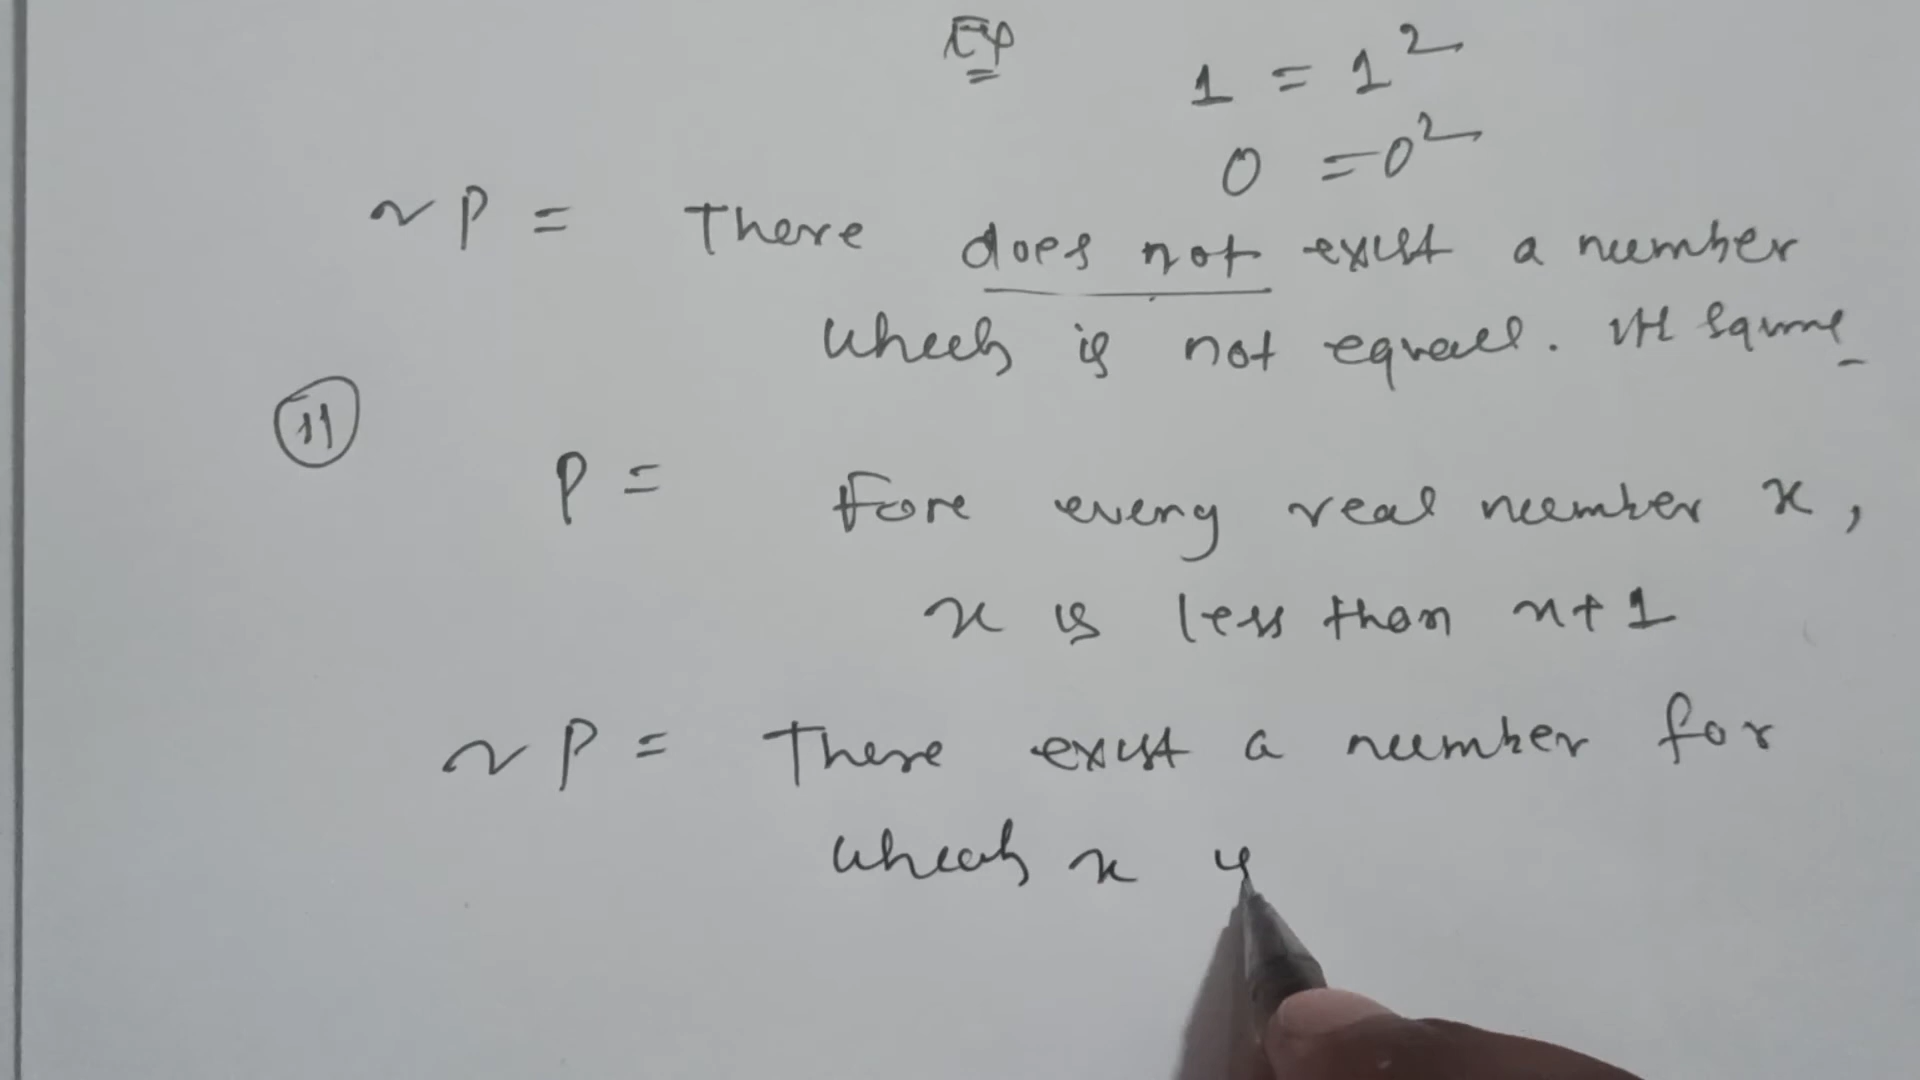 Ex
1 = 1²
0 = 0²
~ P = There does not exist a number
which is not equal. its square
(11)
P = For every real number x,
x is less than x+1
~ P = There exist a number for
which x is